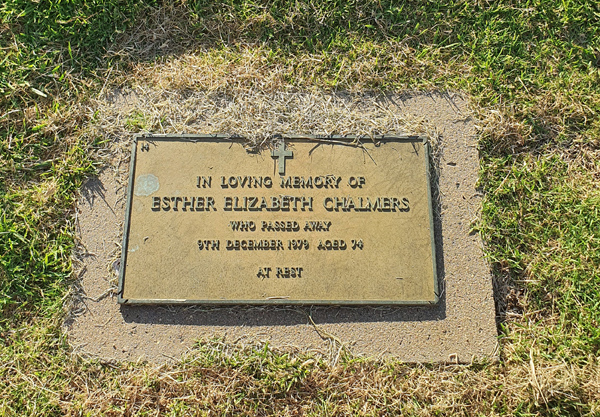 IN LOVING MEMORY OF
ESTHER ELIZABETH CHALMERS
WHO PASSED AWAY
9TH DECEMBER 1979 AGED 74
AT REST